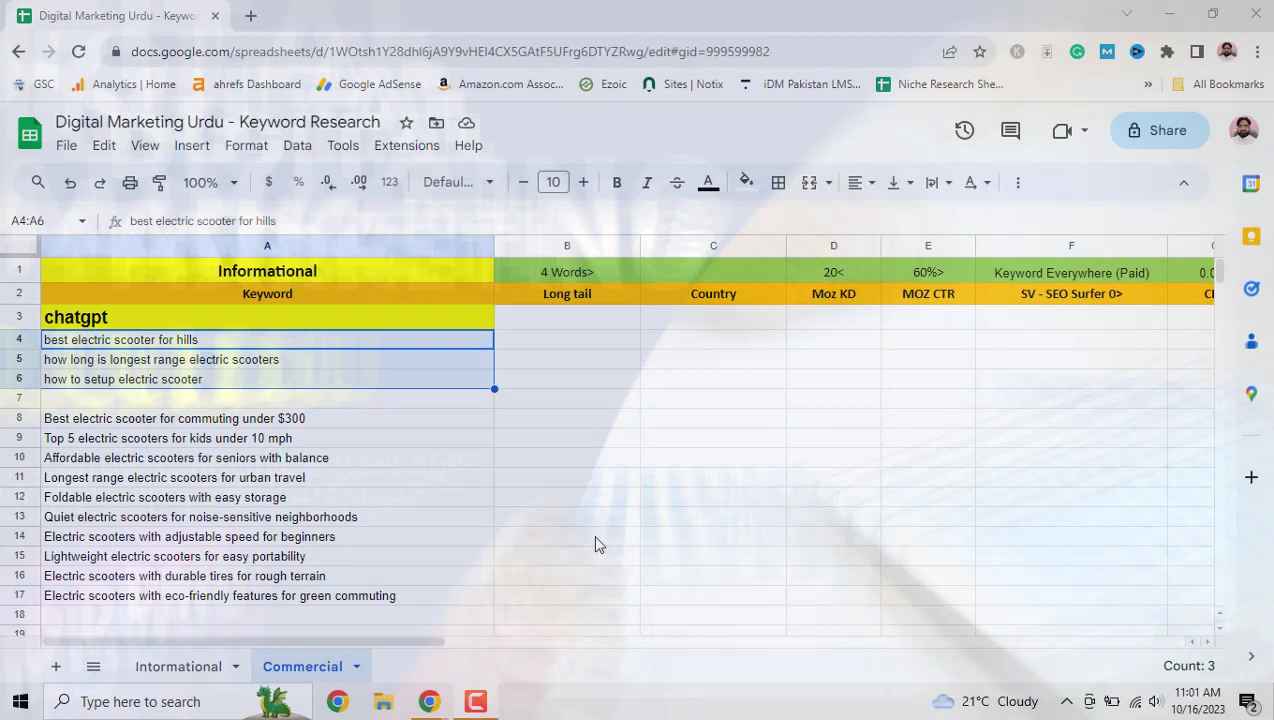 Digital Marketing Urdu - Keywo
docs.google.com/spreadsheets/d/1WOtsh1Y28dhl6jA9Y9vHEI4CX5GAtF5UFrg6DTYZRwg/edit#gid=999599982
GSC Analytics | Home ahrefs Dashboard Google AdSense Amazon.com Assoc... Ezoic Sites | Notix iDM Pakistan LMS... Niche Research She... » All Bookmarks
Digital Marketing Urdu - Keyword Research
Share
File Edit View Insert Format Data Tools Extensions Help
100% $ % .0 .00 123 Defaul... 10 B I A
A4:A6 fx best electric scooter for hills
A B C D E F
1 Informational 4 Words> 20< 60%> Keyword Everywhere (Paid)
2 Keyword Long tail Country Moz KD MOZ CTR SV - SEO Surfer 0>
3 chatgpt
4 best electric scooter for hills
5 how long is longest range electric scooters
6 how to setup electric scooter
7
8 Best electric scooter for commuting under $300
9 Top 5 electric scooters for kids under 10 mph
10 Affordable electric scooters for seniors with balance
11 Longest range electric scooters for urban travel
12 Foldable electric scooters with easy storage
13 Quiet electric scooters for noise-sensitive neighborhoods
14 Electric scooters with adjustable speed for beginners
15 Lightweight electric scooters for easy portability
16 Electric scooters with durable tires for rough terrain
17 Electric scooters with eco-friendly features for green commuting
18
19
Intormational Commercial Count: 3
Type here to search 21°C Cloudy 11:01 AM
10/16/2023 2